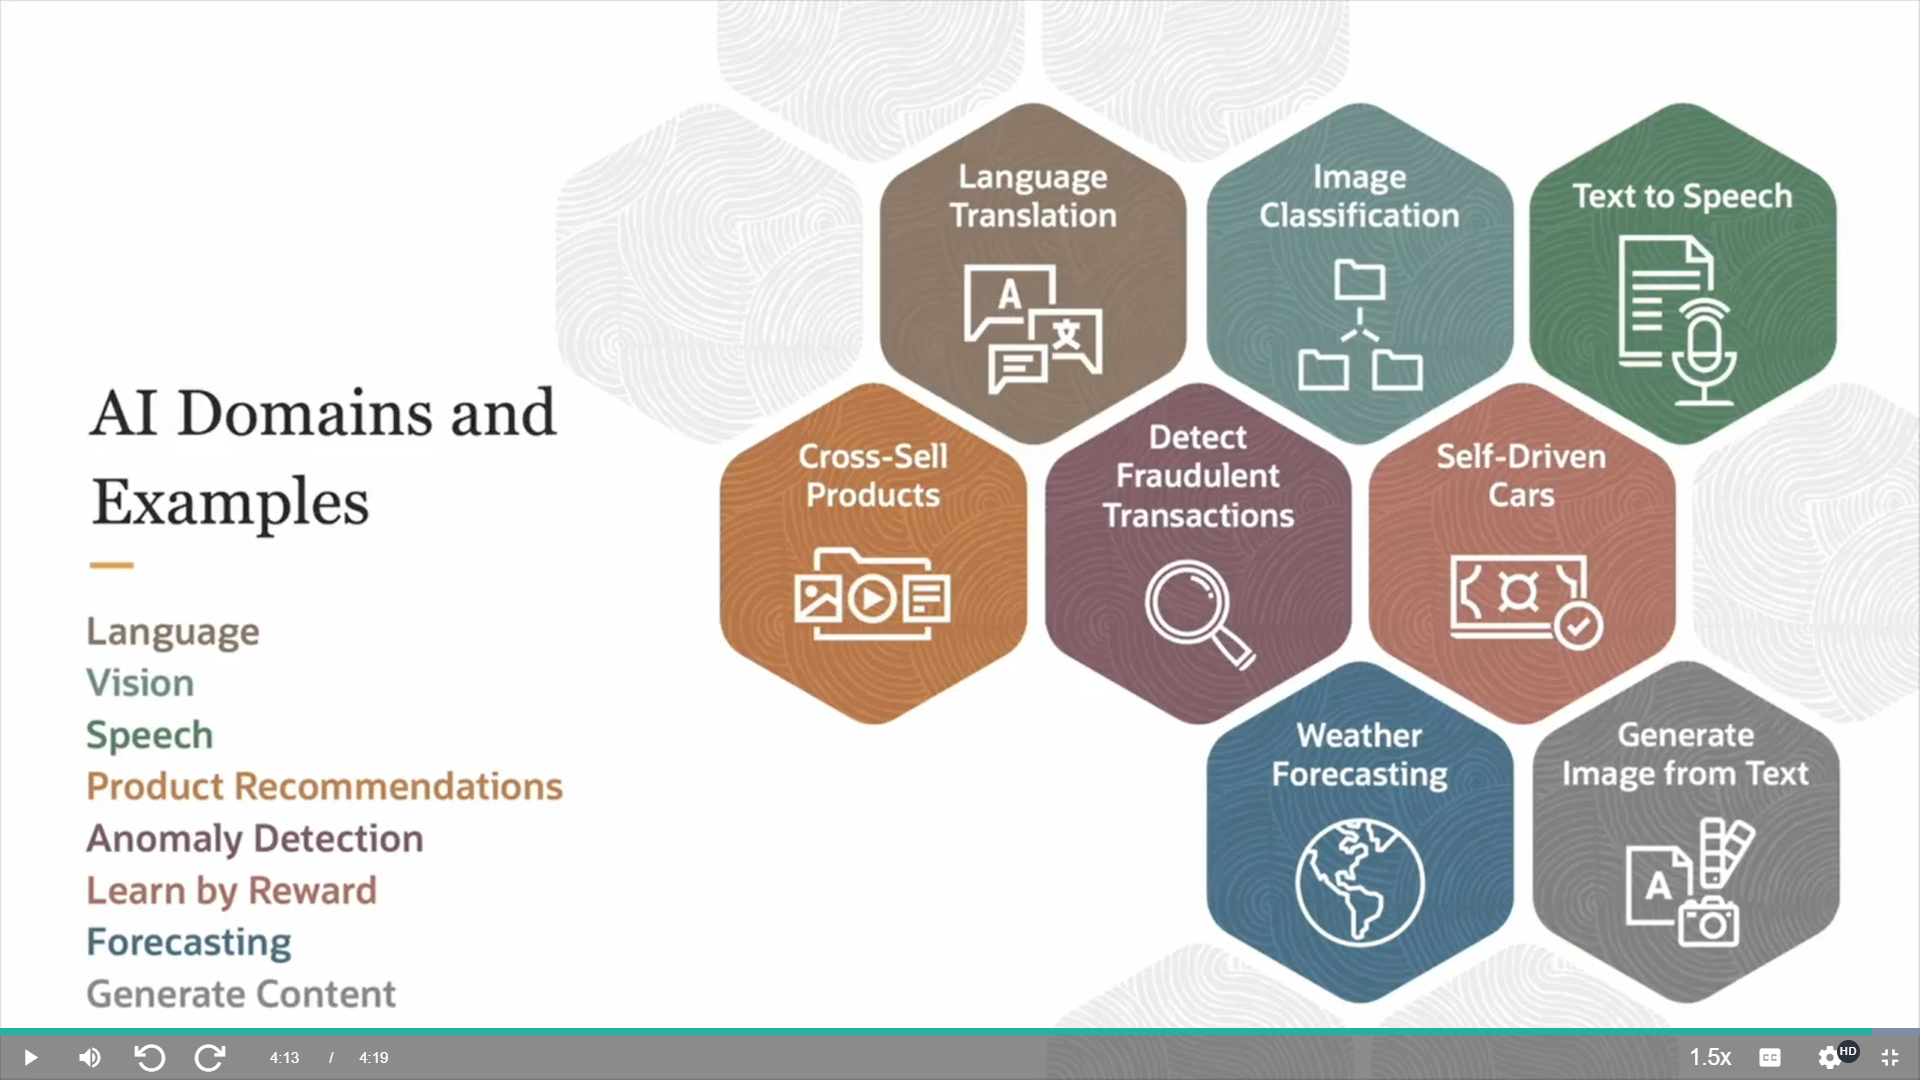 AI Domains and
Examples
Language
Vision
Speech
Product Recommendations
Anomaly Detection
Learn by Reward
Forecasting
Generate Content
Language
Translation
A
文
Image
Classification
Text to Speech
Cross-Sell
Products
Detect
Fraudulent
Transactions
Self-Driven
Cars
Weather
Forecasting
Generate
Image from Text
A
4:13 / 4:19
1.5x
CC
HD